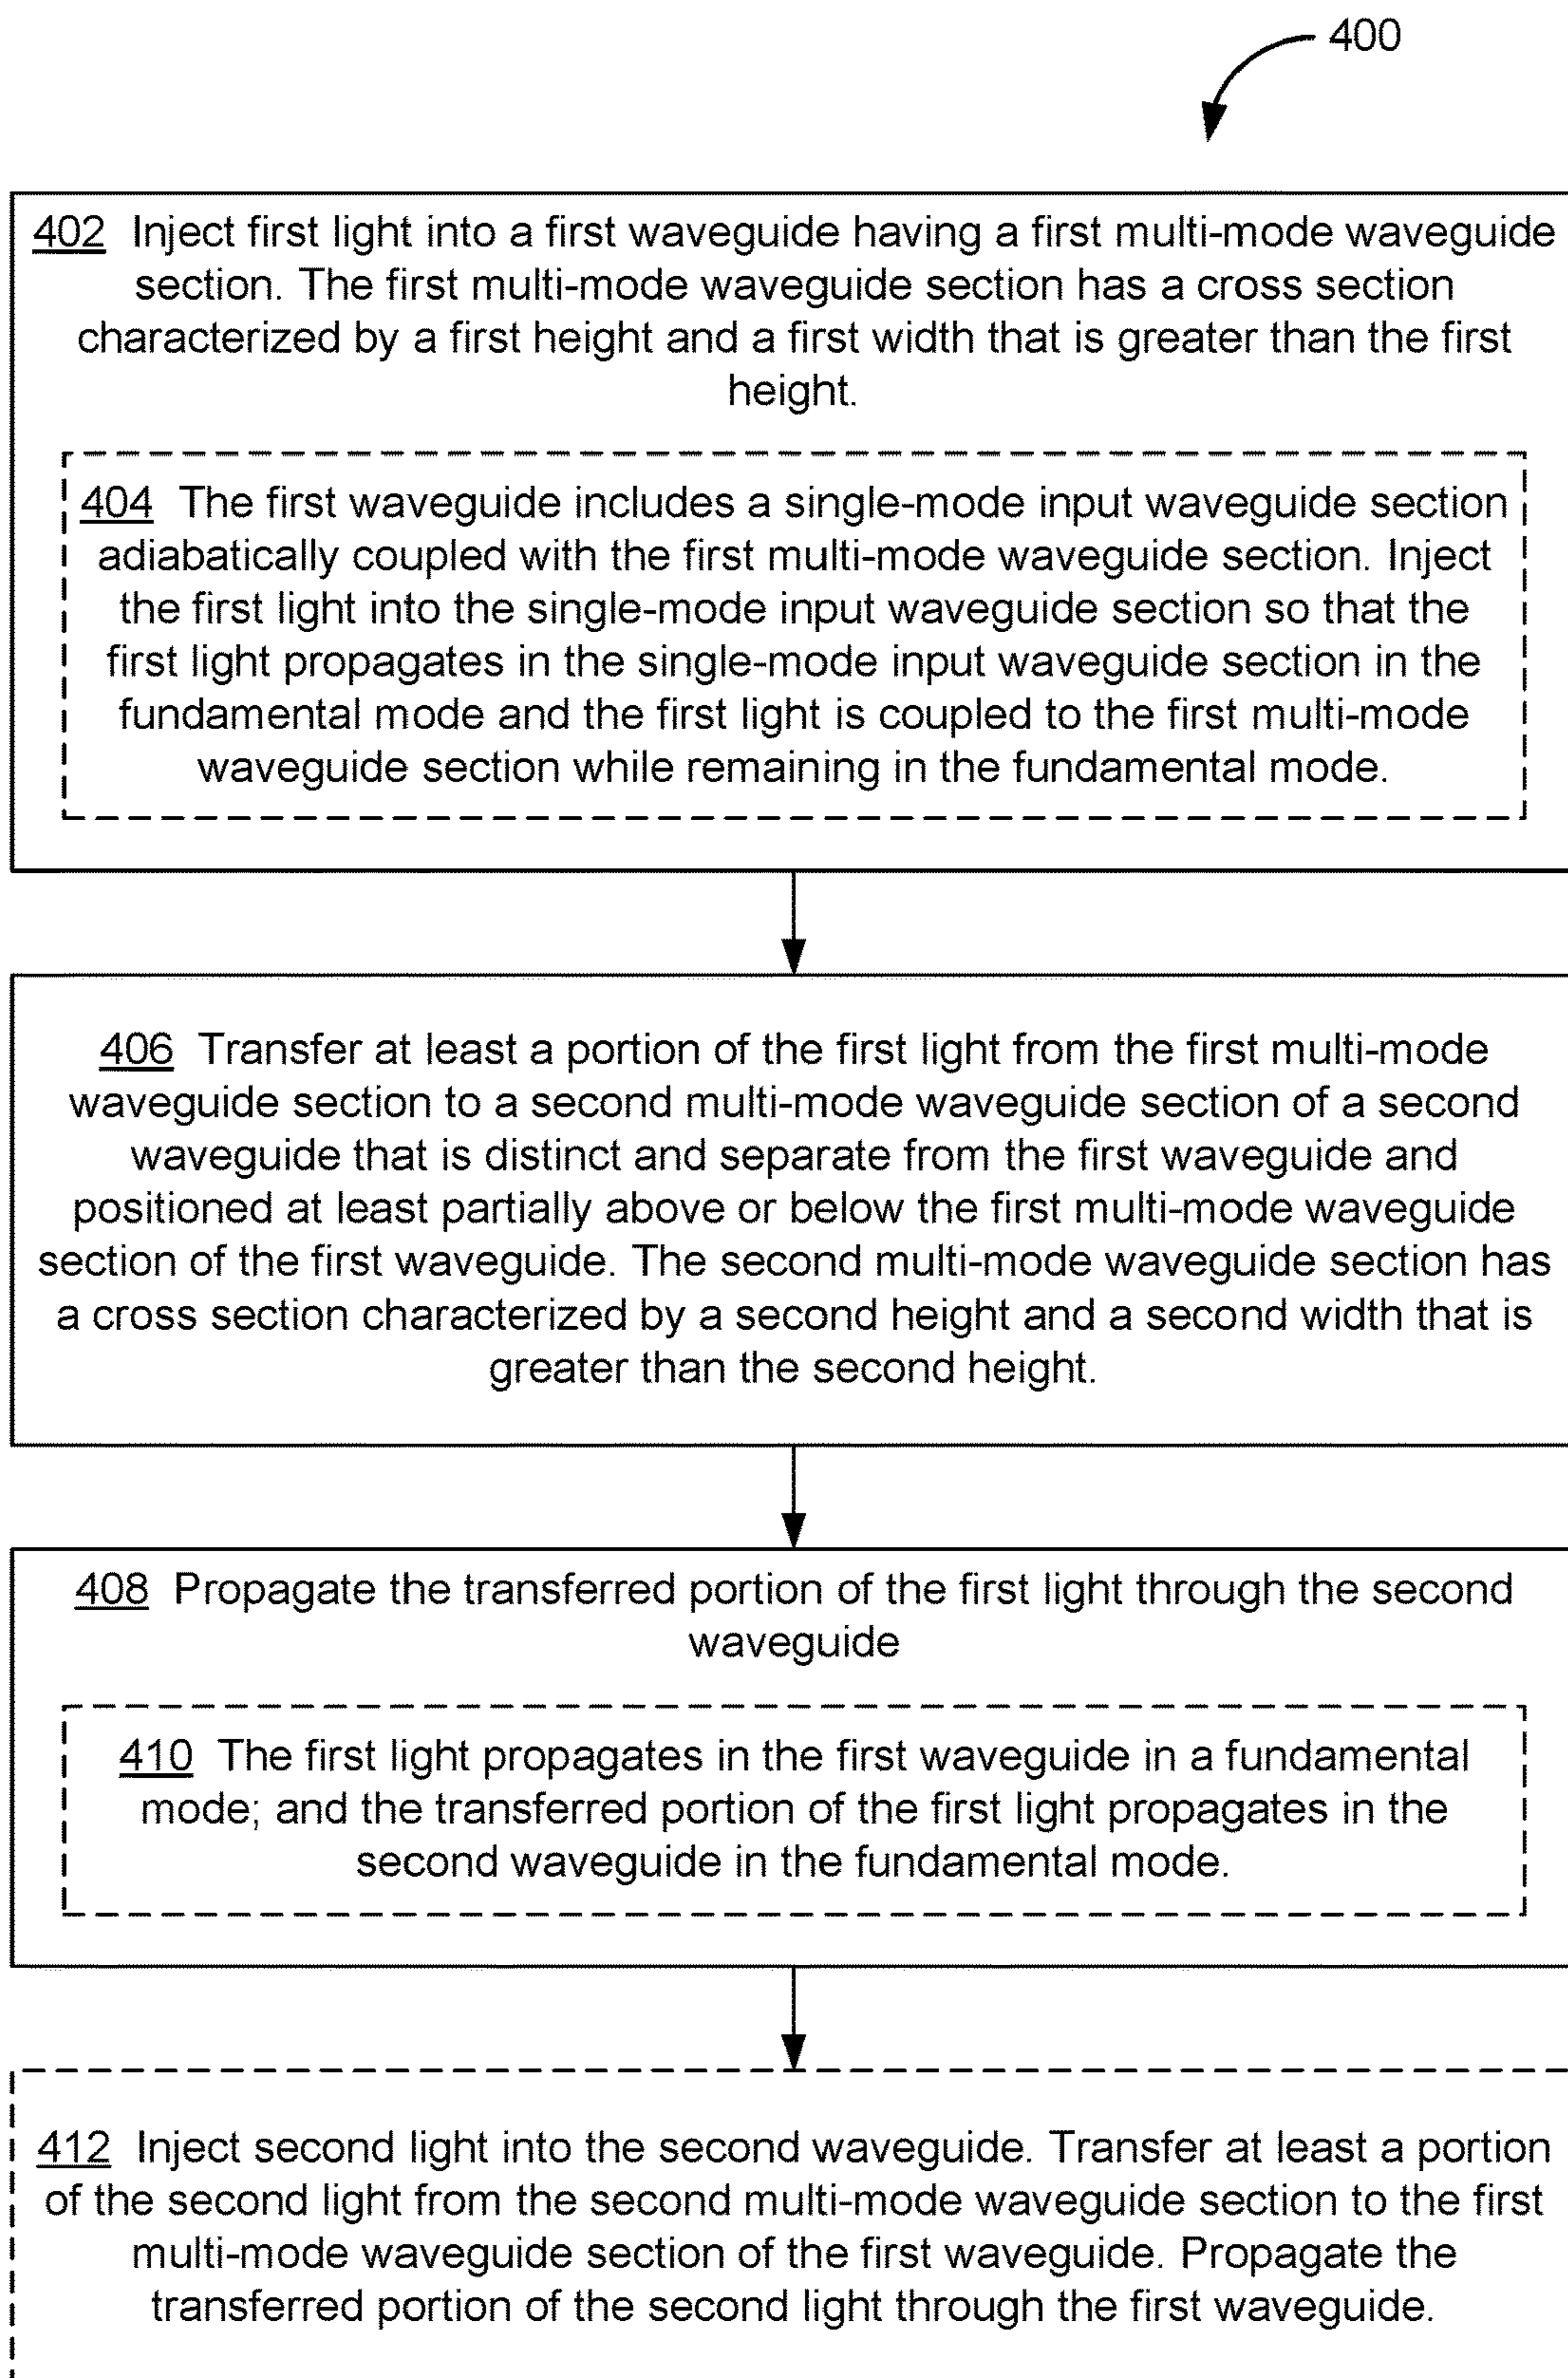 400
402 Inject first light into a first waveguide having a first multi-mode waveguide
section. The first multi-mode waveguide section has a cross section
characterized by a first height and a first width that is greater than the first
height.
404 The first waveguide includes a single-mode input waveguide section
adiabatically coupled with the first multi-mode waveguide section. Inject
the first light into the single-mode input waveguide section so that the
first light propagates in the single-mode input waveguide section in the
fundamental mode and the first light is coupled to the first multi-mode
waveguide section while remaining in the fundamental mode.
406 Transfer at least a portion of the first light from the first multi-mode
waveguide section to a second multi-mode waveguide section of a second
waveguide that is distinct and separate from the first waveguide and
positioned at least partially above or below the first multi-mode waveguide
section of the first waveguide. The second multi-mode waveguide section has
a cross section characterized by a second height and a second width that is
greater than the second height.
408 Propagate the transferred portion of the first light through the second
waveguide
410 The first light propagates in the first waveguide in a fundamental
mode; and the transferred portion of the first light propagates in the
second waveguide in the fundamental mode.
412 Inject second light into the second waveguide. Transfer at least a portion
of the second light from the second multi-mode waveguide section to the first
multi-mode waveguide section of the first waveguide. Propagate the
transferred portion of the second light through the first waveguide.